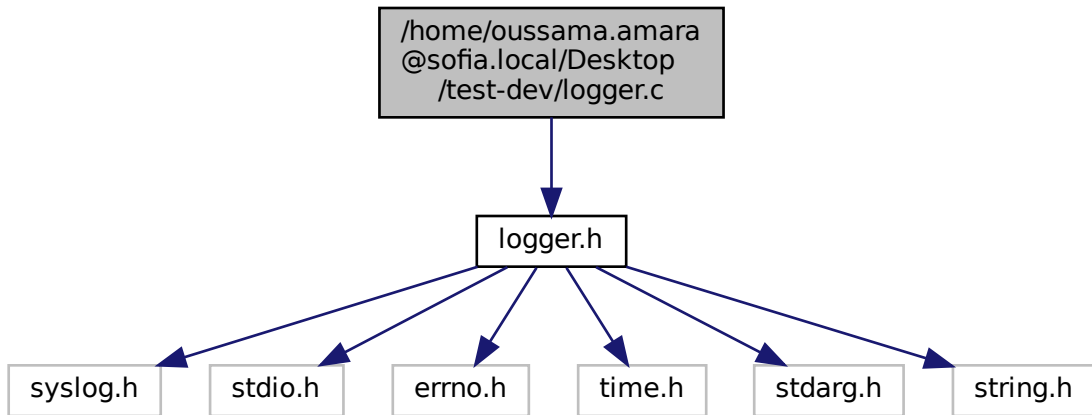 /home/oussama.amara
@sofia.local/Desktop
/test-dev/logger.c
logger.h
syslog.h
stdio.h
errno.h
time.h
stdarg.h
string.h